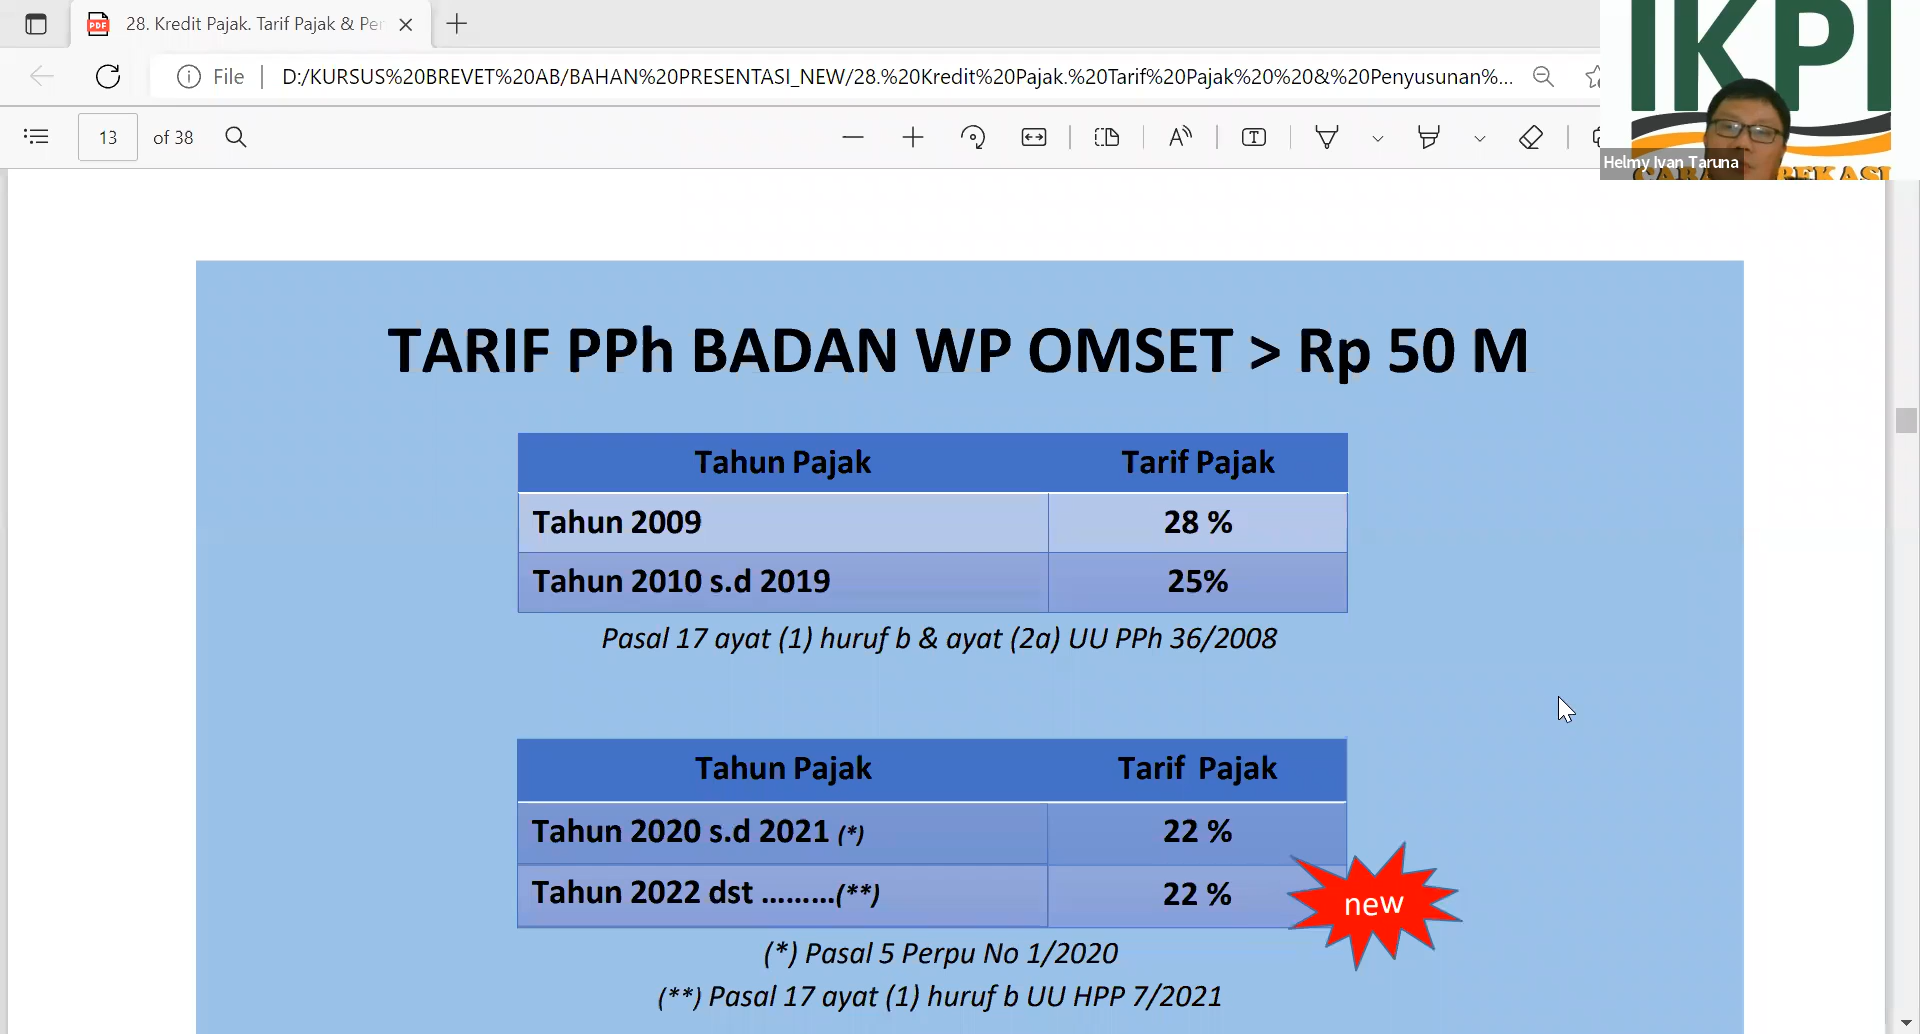 28. Kredit Pajak. Tarif Pajak & Pe
File
D:/KURSUS%20BREVET%20AB/BAHAN%20PRESENTASI_NEW/28.%20Kredit%20Pajak.%20Tarif%20Pajak%20%20&%20Penyusunan%...
13 of 38
IKPI
Helmy Ivan Taruna
BEKASI
TARIF PPh BADAN WP OMSET > Rp 50 M
Tahun Pajak Tarif Pajak
Tahun 2009 28 %
Tahun 2010 s.d 2019 25%
Pasal 17 ayat (1) huruf b & ayat (2a) UU PPh 36/2008
Tahun Pajak Tarif Pajak
Tahun 2020 s.d 2021 (*) 22 %
Tahun 2022 dst .........(**) 22 %
new
(*) Pasal 5 Perpu No 1/2020
(**) Pasal 17 ayat (1) huruf b UU HPP 7/2021